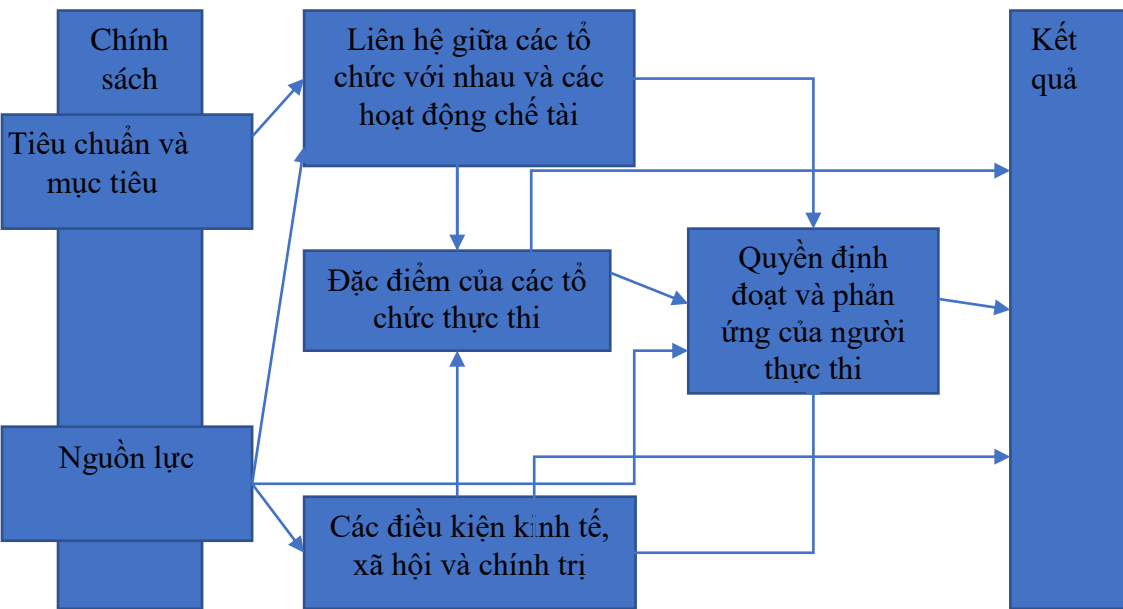 Chính
sách
Tiêu chuẩn và
mục tiêu
Nguồn lực
Liên hệ giữa các tổ
chức với nhau và các
hoạt động chế tài
Đặc điểm của các tổ
chức thực thi
Các điều kiện kinh tế,
xã hội và chính trị
Quyền định
đoạt và phản
ứng của người
thực thi
Kết
quả